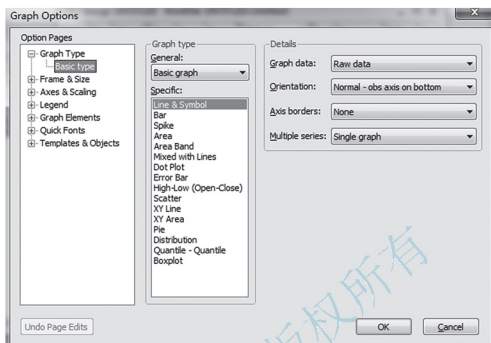 Graph Options
Option Pages
Graph Type
Basic type
Frame & Size
Axes & Scaling
Legend
Graph Elements
Quick Fonts
Templates & Objects
Graph type
General:
Basic graph
Specific:
Line & Symbol
Bar
Spike
Area
Area Band
Mixed with Lines
Dot Plot
Error Bar
High-Low (Open-Close)
Scatter
XY Line
XY Area
Pie
Distribution
Quantile - Quantile
Boxplot
Details
Graph data: Raw data
Orientation: Normal - obs axis on bottom
Axis borders: None
Multiple series: Single graph
Undo Page Edits
OK
Cancel
版权所有